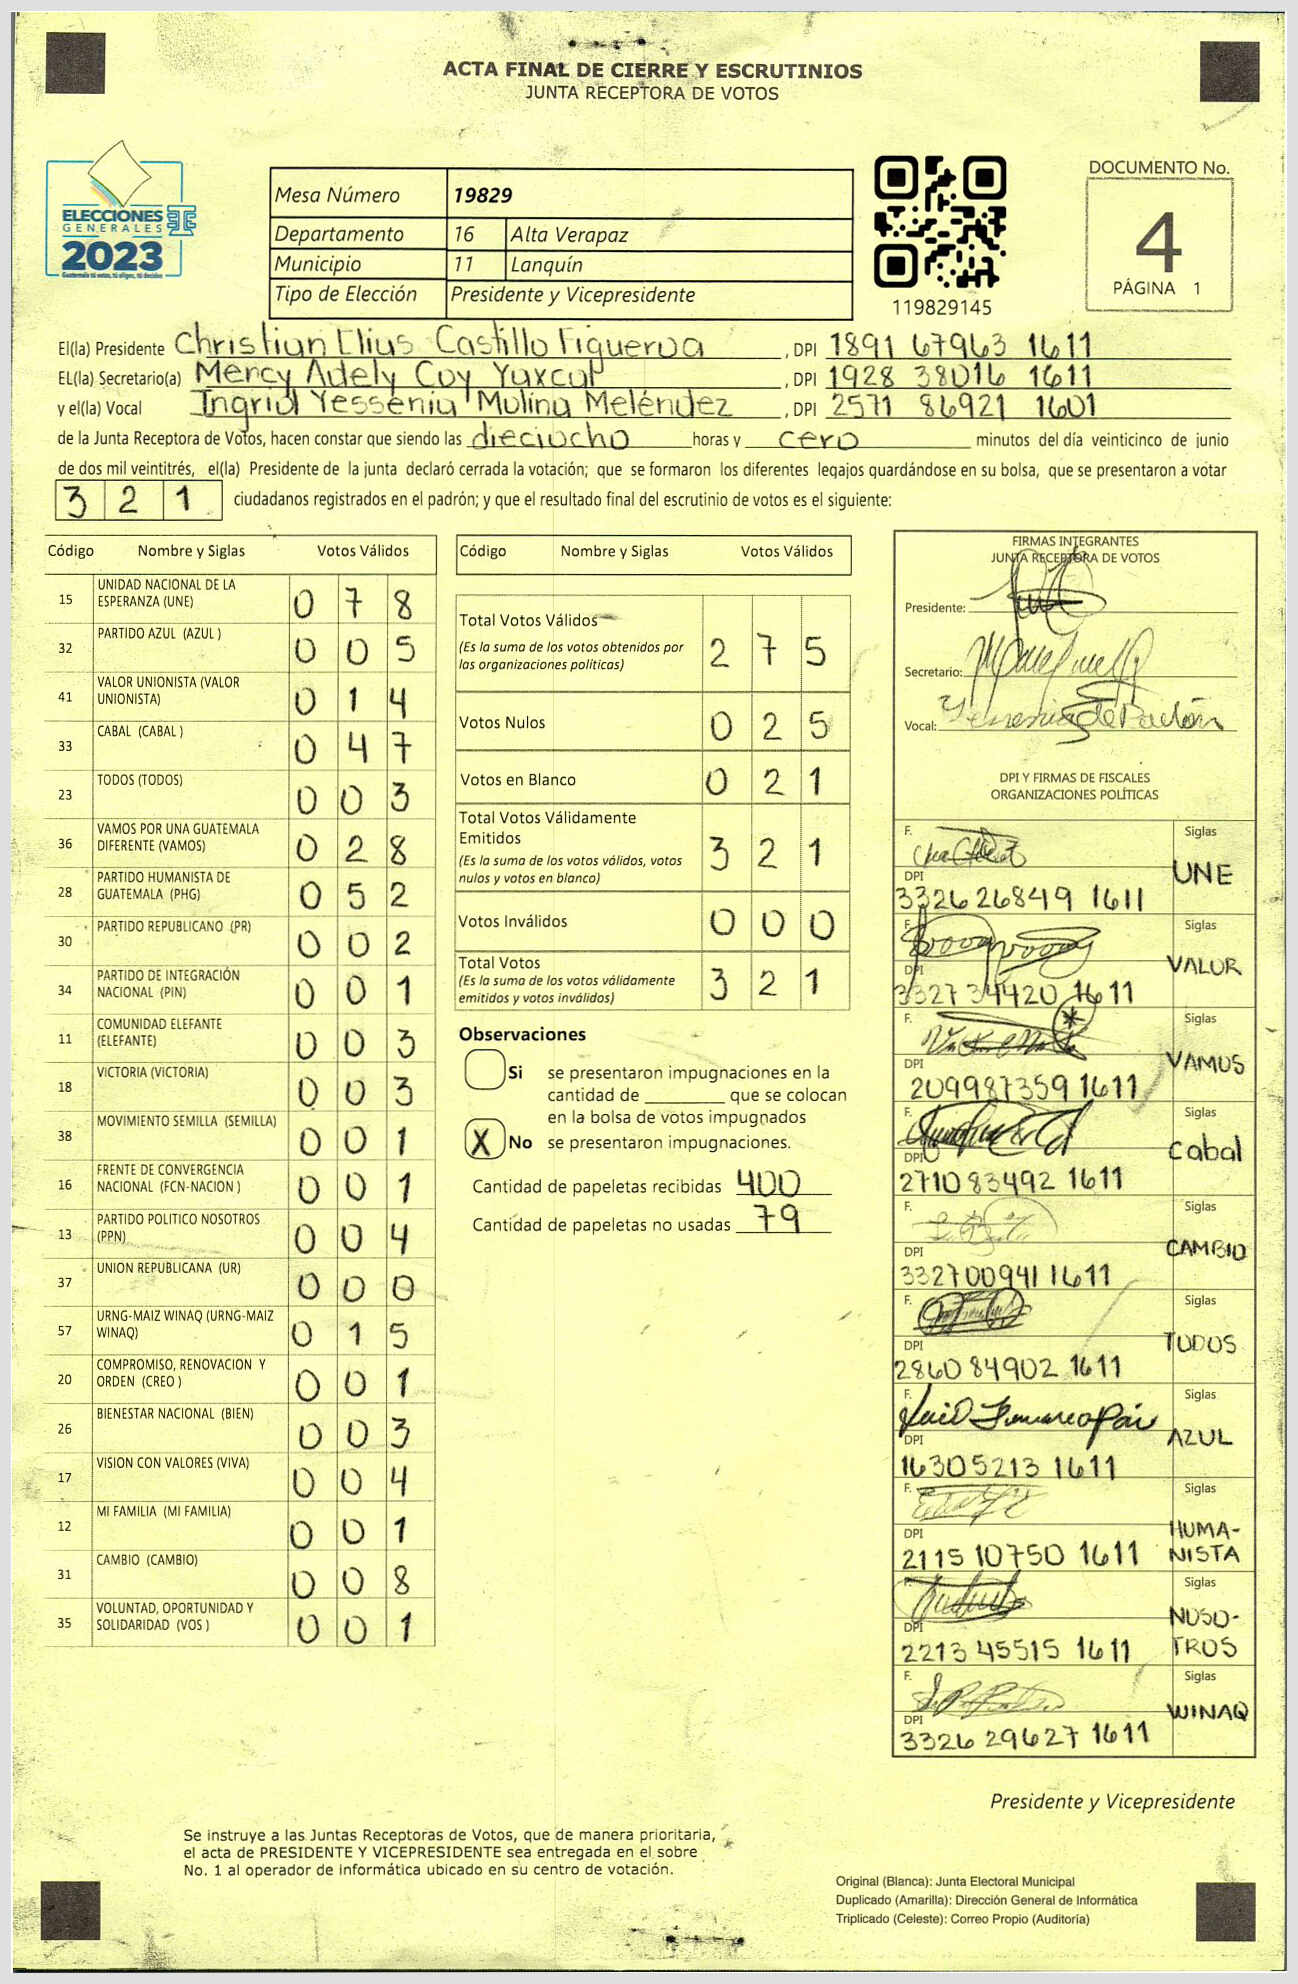 ACTA FINAL DE CIERRE Y ESCRUTINIOS
JUNTA RECEPTORA DE VOTOS
ELECCIONES
GENERALES
2023
Guatemala tú votas, tú eliges, tú decides
Mesa Número 19829
Departamento 16 Alta Verapaz
Municipio 11 Lanquín
Tipo de Elección Presidente y Vicepresidente
119829145
DOCUMENTO No.
4
PÁGINA 1
El(la) Presidente Christian Elius Castillo Figueroa , DPI 1891 67963 1611
EL(la) Secretario(a) Mercy Adely Coy Yaxcal , DPI 1928 38016 1611
y el(la) Vocal Ingrid Yessenia Molina Meléndez , DPI 2571 86921 1601
de la Junta Receptora de Votos, hacen constar que siendo las dieciocho horas y cero minutos del día veinticinco de junio
de dos mil veintitrés, el(la) Presidente de la junta declaró cerrada la votación; que se formaron los diferentes legajos guardándose en su bolsa, que se presentaron a votar
3 2 1 ciudadanos registrados en el padrón; y que el resultado final del escrutinio de votos es el siguiente:
Código Nombre y Siglas Votos Válidos
15 UNIDAD NACIONAL DE LA ESPERANZA (UNE) 0 7 8
32 PARTIDO AZUL (AZUL ) 0 0 5
41 VALOR UNIONISTA (VALOR UNIONISTA) 0 1 4
33 CABAL (CABAL ) 0 4 7
23 TODOS (TODOS) 0 0 3
36 VAMOS POR UNA GUATEMALA DIFERENTE (VAMOS) 0 2 8
28 PARTIDO HUMANISTA DE GUATEMALA (PHG) 0 5 2
30 PARTIDO REPUBLICANO (PR) 0 0 2
34 PARTIDO DE INTEGRACIÓN NACIONAL (PIN) 0 0 1
11 COMUNIDAD ELEFANTE (ELEFANTE) 0 0 3
18 VICTORIA (VICTORIA) 0 0 3
38 MOVIMIENTO SEMILLA (SEMILLA) 0 0 1
16 FRENTE DE CONVERGENCIA NACIONAL (FCN-NACION ) 0 0 1
13 PARTIDO POLITICO NOSOTROS (PPN) 0 0 4
37 UNION REPUBLICANA (UR) 0 0 0
57 URNG-MAIZ WINAQ (URNG-MAIZ WINAQ) 0 1 5
20 COMPROMISO, RENOVACION Y ORDEN (CREO ) 0 0 1
26 BIENESTAR NACIONAL (BIEN) 0 0 3
17 VISION CON VALORES (VIVA) 0 0 4
12 MI FAMILIA (MI FAMILIA) 0 0 1
31 CAMBIO (CAMBIO) 0 0 8
35 VOLUNTAD, OPORTUNIDAD Y SOLIDARIDAD (VOS ) 0 0 1
Código Nombre y Siglas Votos Válidos
Total Votos Válidos 2 7 5
(Es la suma de los votos obtenidos por
las organizaciones políticas)
Votos Nulos 0 2 5
Votos en Blanco 0 2 1
Total Votos Válidamente
Emitidos 3 2 1
(Es la suma de los votos válidos, votos
nulos y votos en blanco)
Votos Inválidos 0 0 0
Total Votos 3 2 1
(Es la suma de los votos válidamente
emitidos y votos inválidos)
Observaciones
Si se presentaron impugnaciones en la
cantidad de ________ que se colocan
en la bolsa de votos impugnados
X No se presentaron impugnaciones.
Cantidad de papeletas recibidas 400
Cantidad de papeletas no usadas 79
FIRMAS INTEGRANTES
JUNTA RECEPTORA DE VOTOS
Presidente:
Secretario:
Vocal:
DPI Y FIRMAS DE FISCALES
ORGANIZACIONES POLÍTICAS
F. Siglas
UNE
DPI
3326 26849 1611
F. Siglas
VALOR
DPI
3327 34420 1611
F. Siglas
VAMOS
DPI
2099 87359 1611
F. Siglas
Cabal
DPI
2710 83492 1611
F. Siglas
CAMBIO
DPI
3327 00941 1611
F. Siglas
TODOS
DPI
2860 84902 1611
F. Siglas
AZUL
DPI
1630 5213 1611
F. Siglas
HUMA-
NISTA
DPI
2115 10750 1611
F. Siglas
NOSO-
TROS
DPI
2213 45515 1611
F. Siglas
WINAQ
DPI
3326 29627 1611
Presidente y Vicepresidente
Se instruye a las Juntas Receptoras de Votos, que de manera prioritaria,
el acta de PRESIDENTE Y VICEPRESIDENTE sea entregada en el sobre
No. 1 al operador de informática ubicado en su centro de votación.
Original (Blanca): Junta Electoral Municipal
Duplicado (Amarilla): Dirección General de Informática
Triplicado (Celeste): Correo Propio (Auditoría)